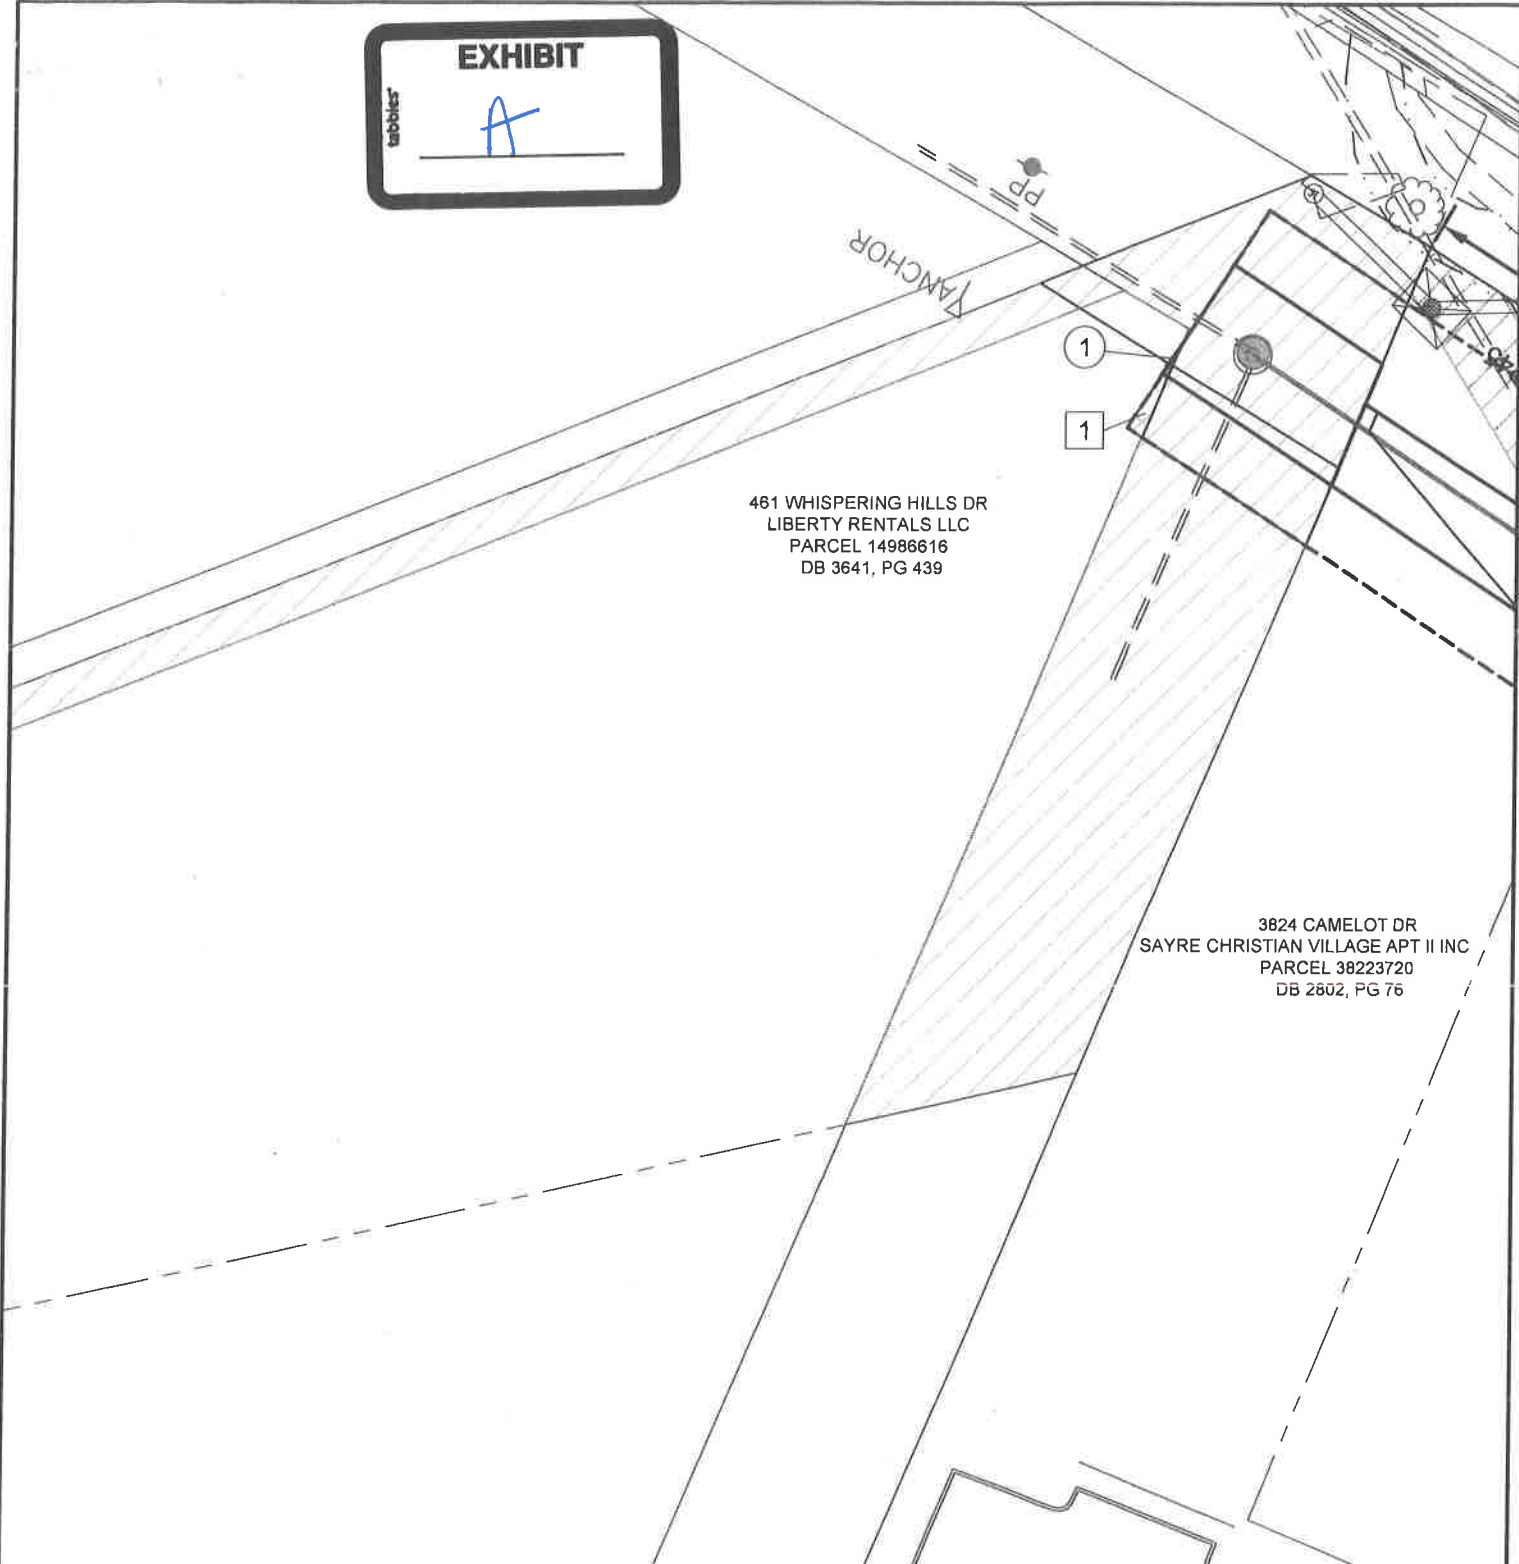 EXHIBIT
tabbies
A
PP
ANCHOR
1
1
461 WHISPERING HILLS DR
LIBERTY RENTALS LLC
PARCEL 14986616
DB 3641, PG 439
3824 CAMELOT DR
SAYRE CHRISTIAN VILLAGE APT II INC
PARCEL 38223720
DB 2802, PG 76